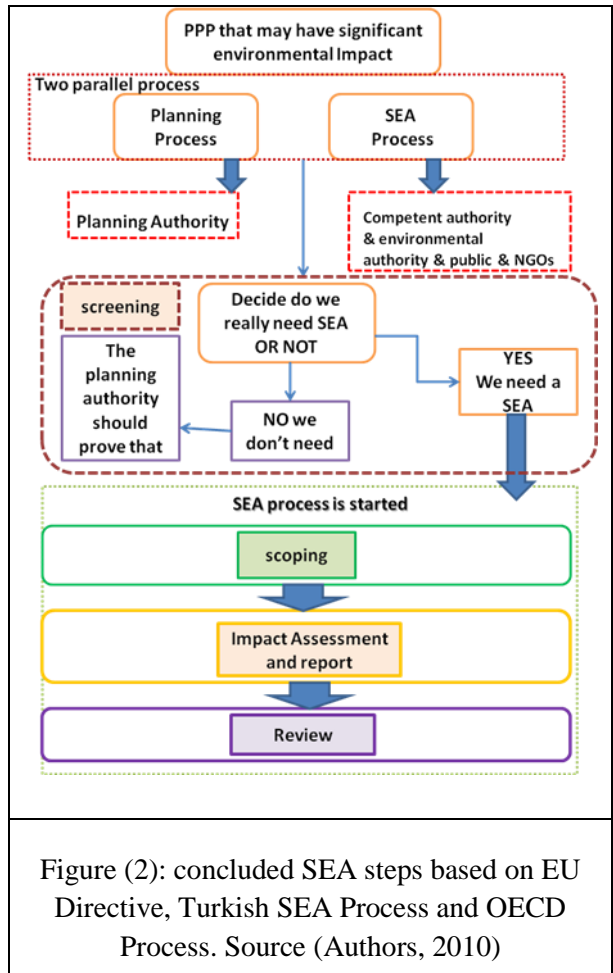 PPP that may have significant
environmental Impact
Two parallel process
Planning
Process
SEA
Process
Planning Authority
Competent authority
& environmental
authority & public & NGOs
screening
Decide do we
really need SEA
OR NOT
The
planning
authority
should
prove that
NO we
don't need
YES
We need a
SEA
SEA process is started
scoping
Impact Assessment
and report
Review
Figure (2): concluded SEA steps based on EU
Directive, Turkish SEA Process and OECD
Process. Source (Authors, 2010)